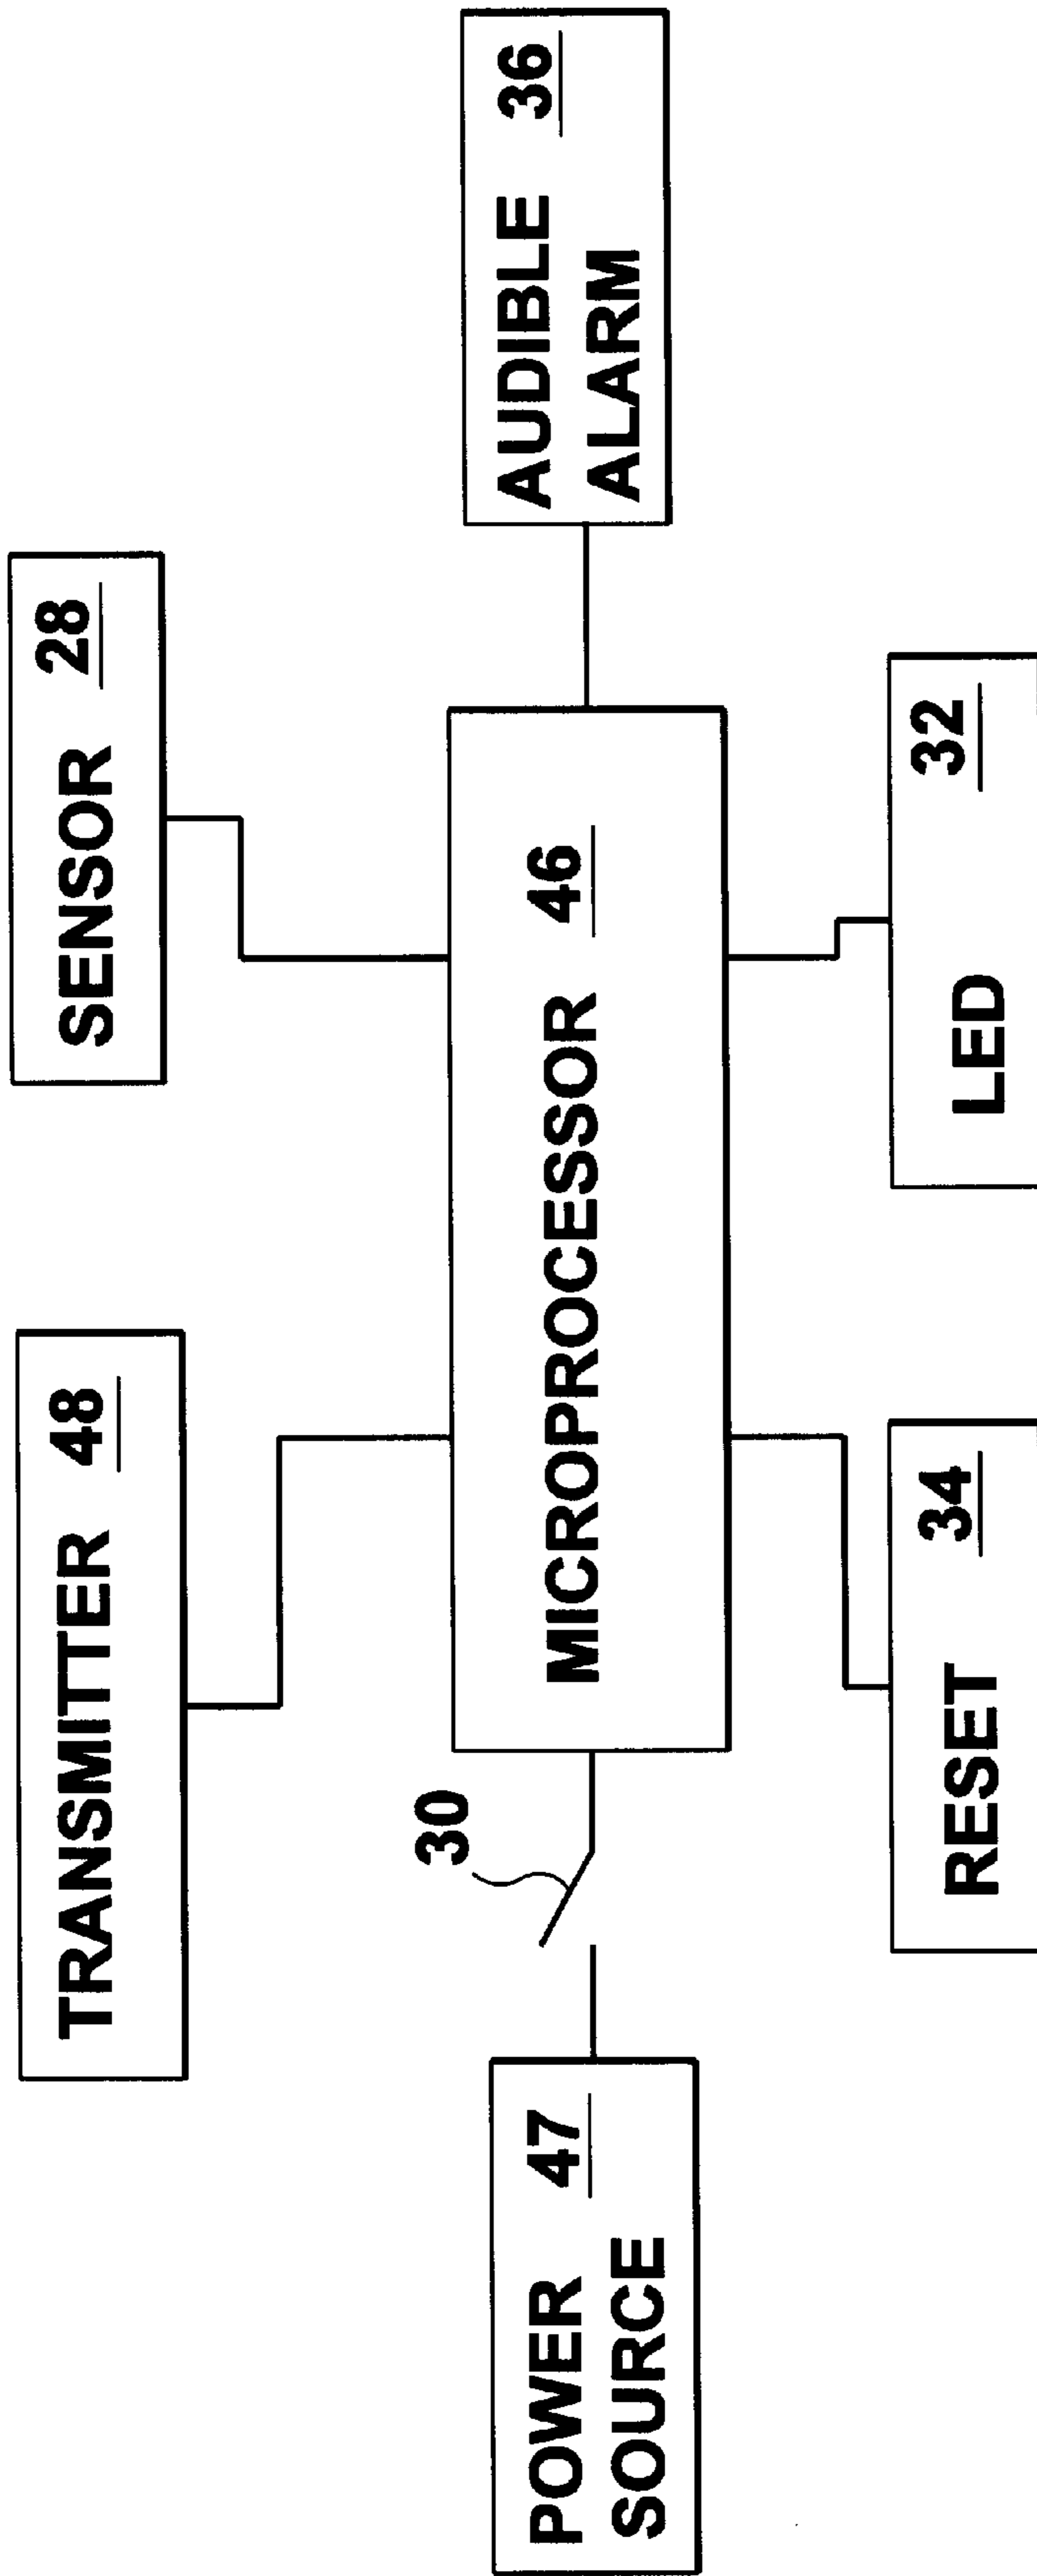 TRANSMITTER 48
SENSOR 28
30
POWER 47
SOURCE
MICROPROCESSOR 46
AUDIBLE 36
ALARM
RESET 34
LED 32